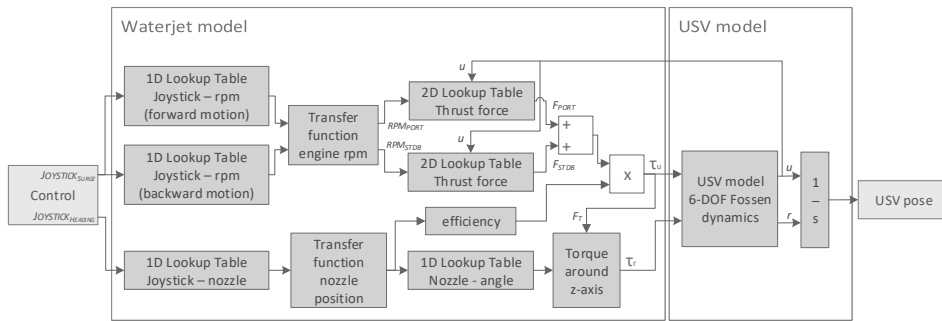 Waterjet model
USV model
1D Lookup Table
Joystick – rpm
(forward motion)
1D Lookup Table
Joystick – rpm
(backward motion)
Transfer
function
engine rpm
RPM_PORT
RPM_STDB
u
2D Lookup Table
Thrust force
u
2D Lookup Table
Thrust force
F_PORT
F_STDB
+
+
x
τ_u
JOYSTICK_SURGE
Control
JOYSTICK_HEADING
efficiency
F_T
1D Lookup Table
Joystick – nozzle
Transfer
function
nozzle
position
1D Lookup Table
Nozzle - angle
Torque
around
z-axis
τ_r
USV model
6-DOF Fossen
dynamics
u
r
1
–
s
USV pose